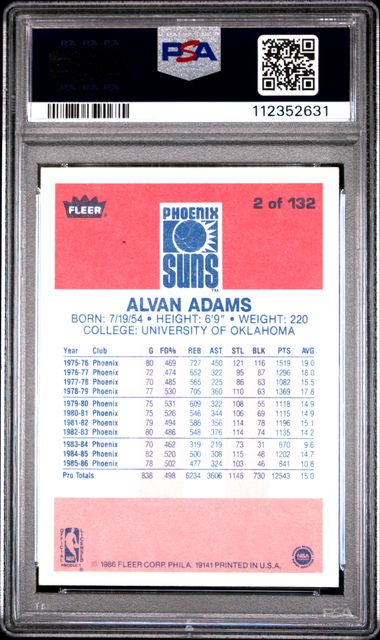 PSA
112352631
FLEER
PHOENIX
SUNS
TM
2 of 132
ALVAN ADAMS
BORN: 7/19/54 • HEIGHT: 6'9" • WEIGHT: 220
COLLEGE: UNIVERSITY OF OKLAHOMA
Year Club G FG% REB AST STL BLK PTS AVG
1975-76 Phoenix 80 .469 727 450 121 116 1519 19.0
1976-77 Phoenix 72 .474 652 322 95 87 1296 18.0
1977-78 Phoenix 70 .485 565 225 86 63 1082 15.5
1978-79 Phoenix 77 .530 705 360 110 63 1369 17.8
1979-80 Phoenix 75 .531 609 322 108 55 1118 14.9
1980-81 Phoenix 75 .526 546 344 106 69 1115 14.9
1981-82 Phoenix 79 .494 586 356 114 78 1196 15.1
1982-83 Phoenix 80 .486 548 376 114 74 1135 14.2
1983-84 Phoenix 70 .462 319 219 73 31 670 9.6
1984-85 Phoenix 82 .520 500 308 115 48 1202 14.7
1985-86 Phoenix 78 .502 477 324 103 46 841 10.8
Pro Totals 838 .498 6234 3606 1145 730 12543 15.0
OFFICIAL LICENSED
NBA
PRODUCT
© 1986 FLEER CORP. PHILA. 19141 PRINTED IN U.S.A.
PSA